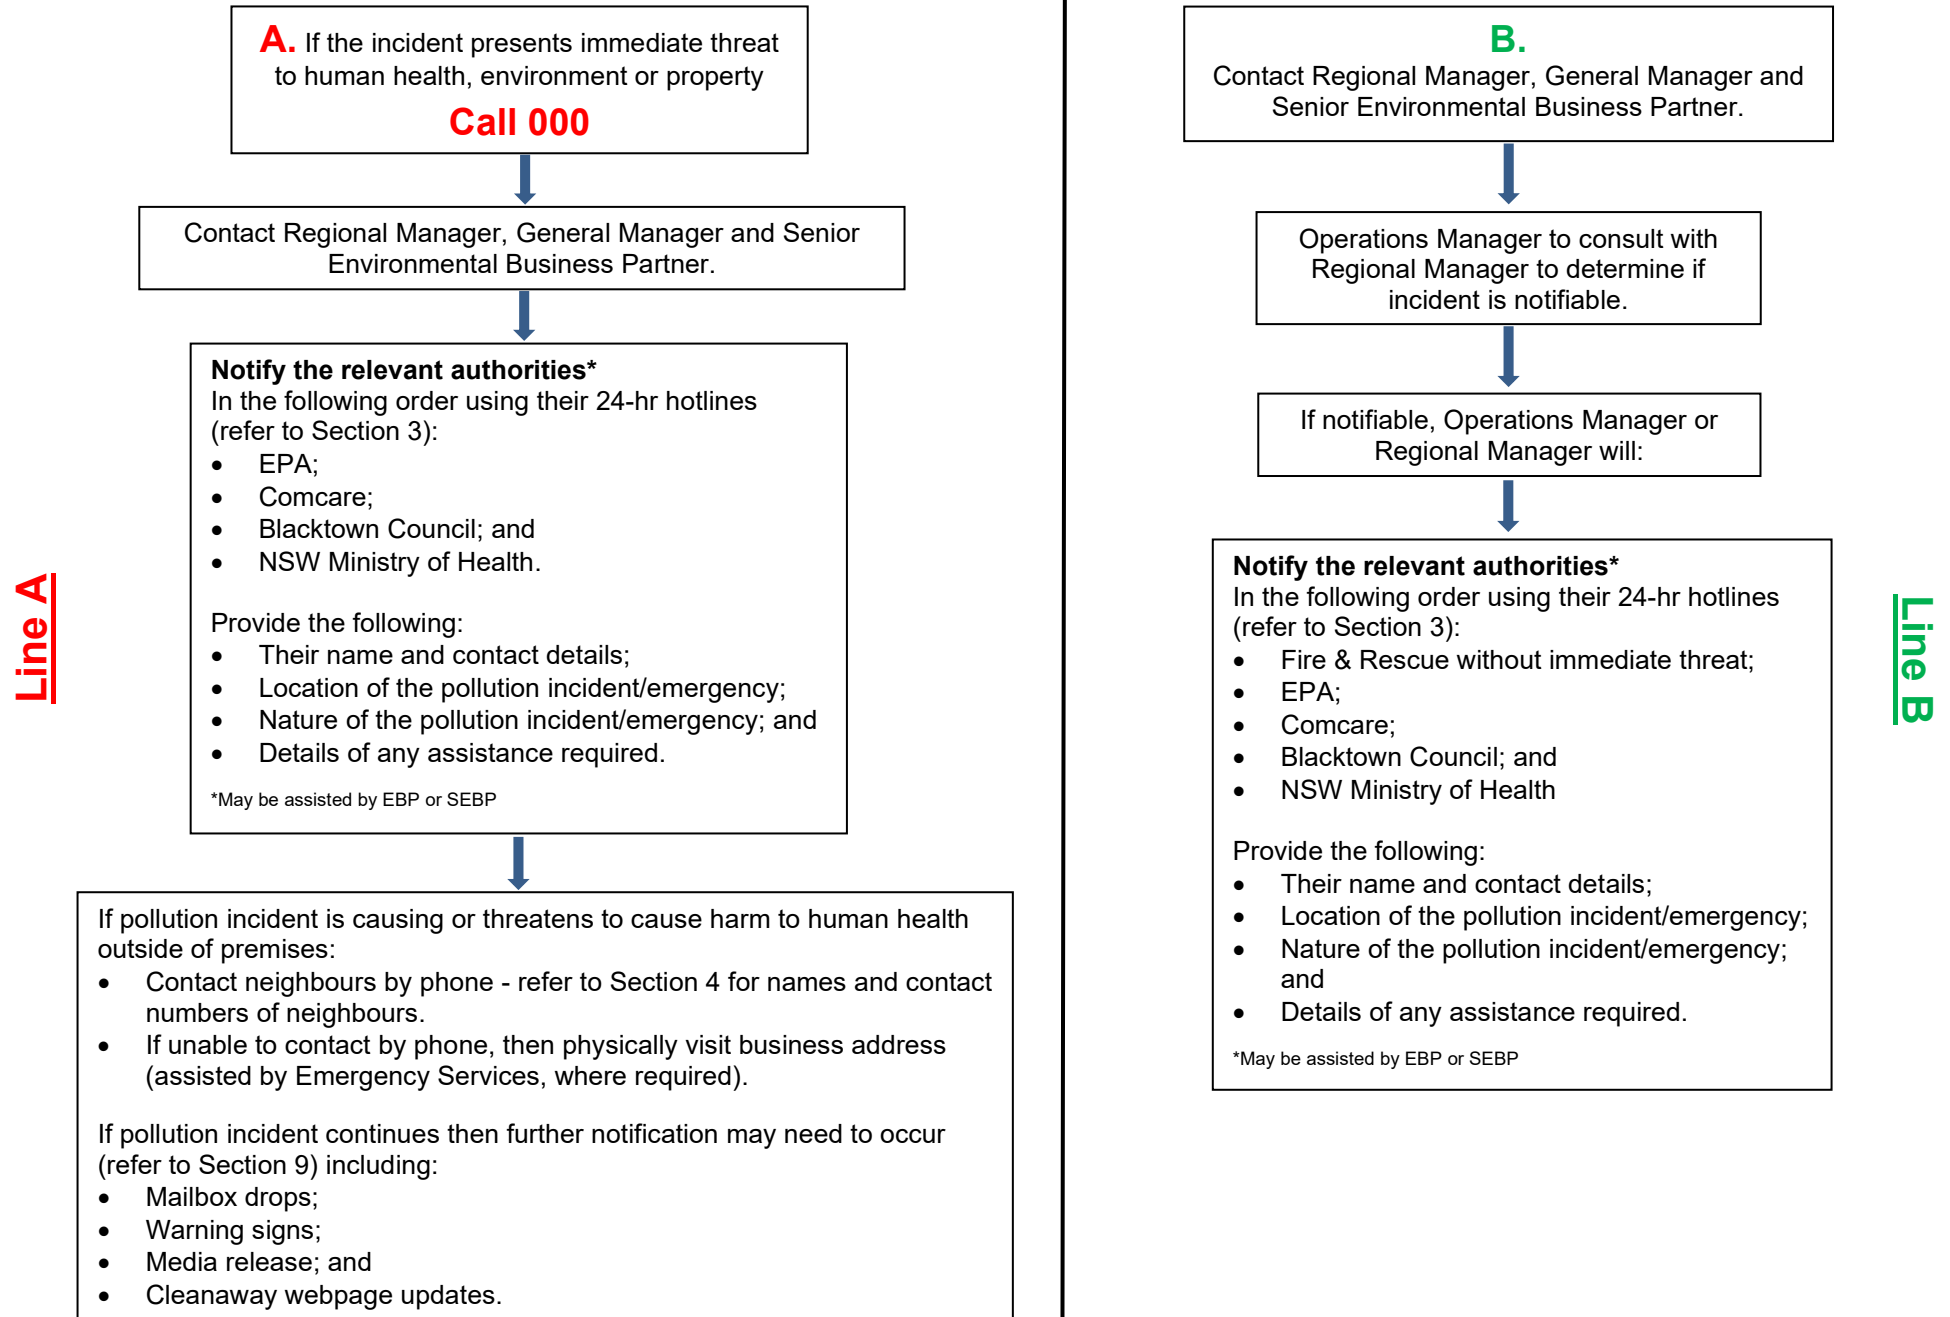 A. If the incident presents immediate threat
to human health, environment or property
Call 000
Contact Regional Manager, General Manager and Senior
Environmental Business Partner.
Notify the relevant authorities*
In the following order using their 24-hr hotlines
(refer to Section 3):
• EPA;
• Comcare;
• Blacktown Council; and
• NSW Ministry of Health.
Provide the following:
• Their name and contact details;
• Location of the pollution incident/emergency;
• Nature of the pollution incident/emergency; and
• Details of any assistance required.
*May be assisted by EBP or SEBP
If pollution incident is causing or threatens to cause harm to human health
outside of premises:
• Contact neighbours by phone - refer to Section 4 for names and contact
numbers of neighbours.
• If unable to contact by phone, then physically visit business address
(assisted by Emergency Services, where required).
If pollution incident continues then further notification may need to occur
(refer to Section 9) including:
• Mailbox drops;
• Warning signs;
• Media release; and
• Cleanaway webpage updates.
Line A
B.
Contact Regional Manager, General Manager and
Senior Environmental Business Partner.
Operations Manager to consult with
Regional Manager to determine if
incident is notifiable.
If notifiable, Operations Manager or
Regional Manager will:
Notify the relevant authorities*
In the following order using their 24-hr hotlines
(refer to Section 3):
• Fire & Rescue without immediate threat;
• EPA;
• Comcare;
• Blacktown Council; and
• NSW Ministry of Health
Provide the following:
• Their name and contact details;
• Location of the pollution incident/emergency;
• Nature of the pollution incident/emergency;
and
• Details of any assistance required.
*May be assisted by EBP or SEBP
Line B